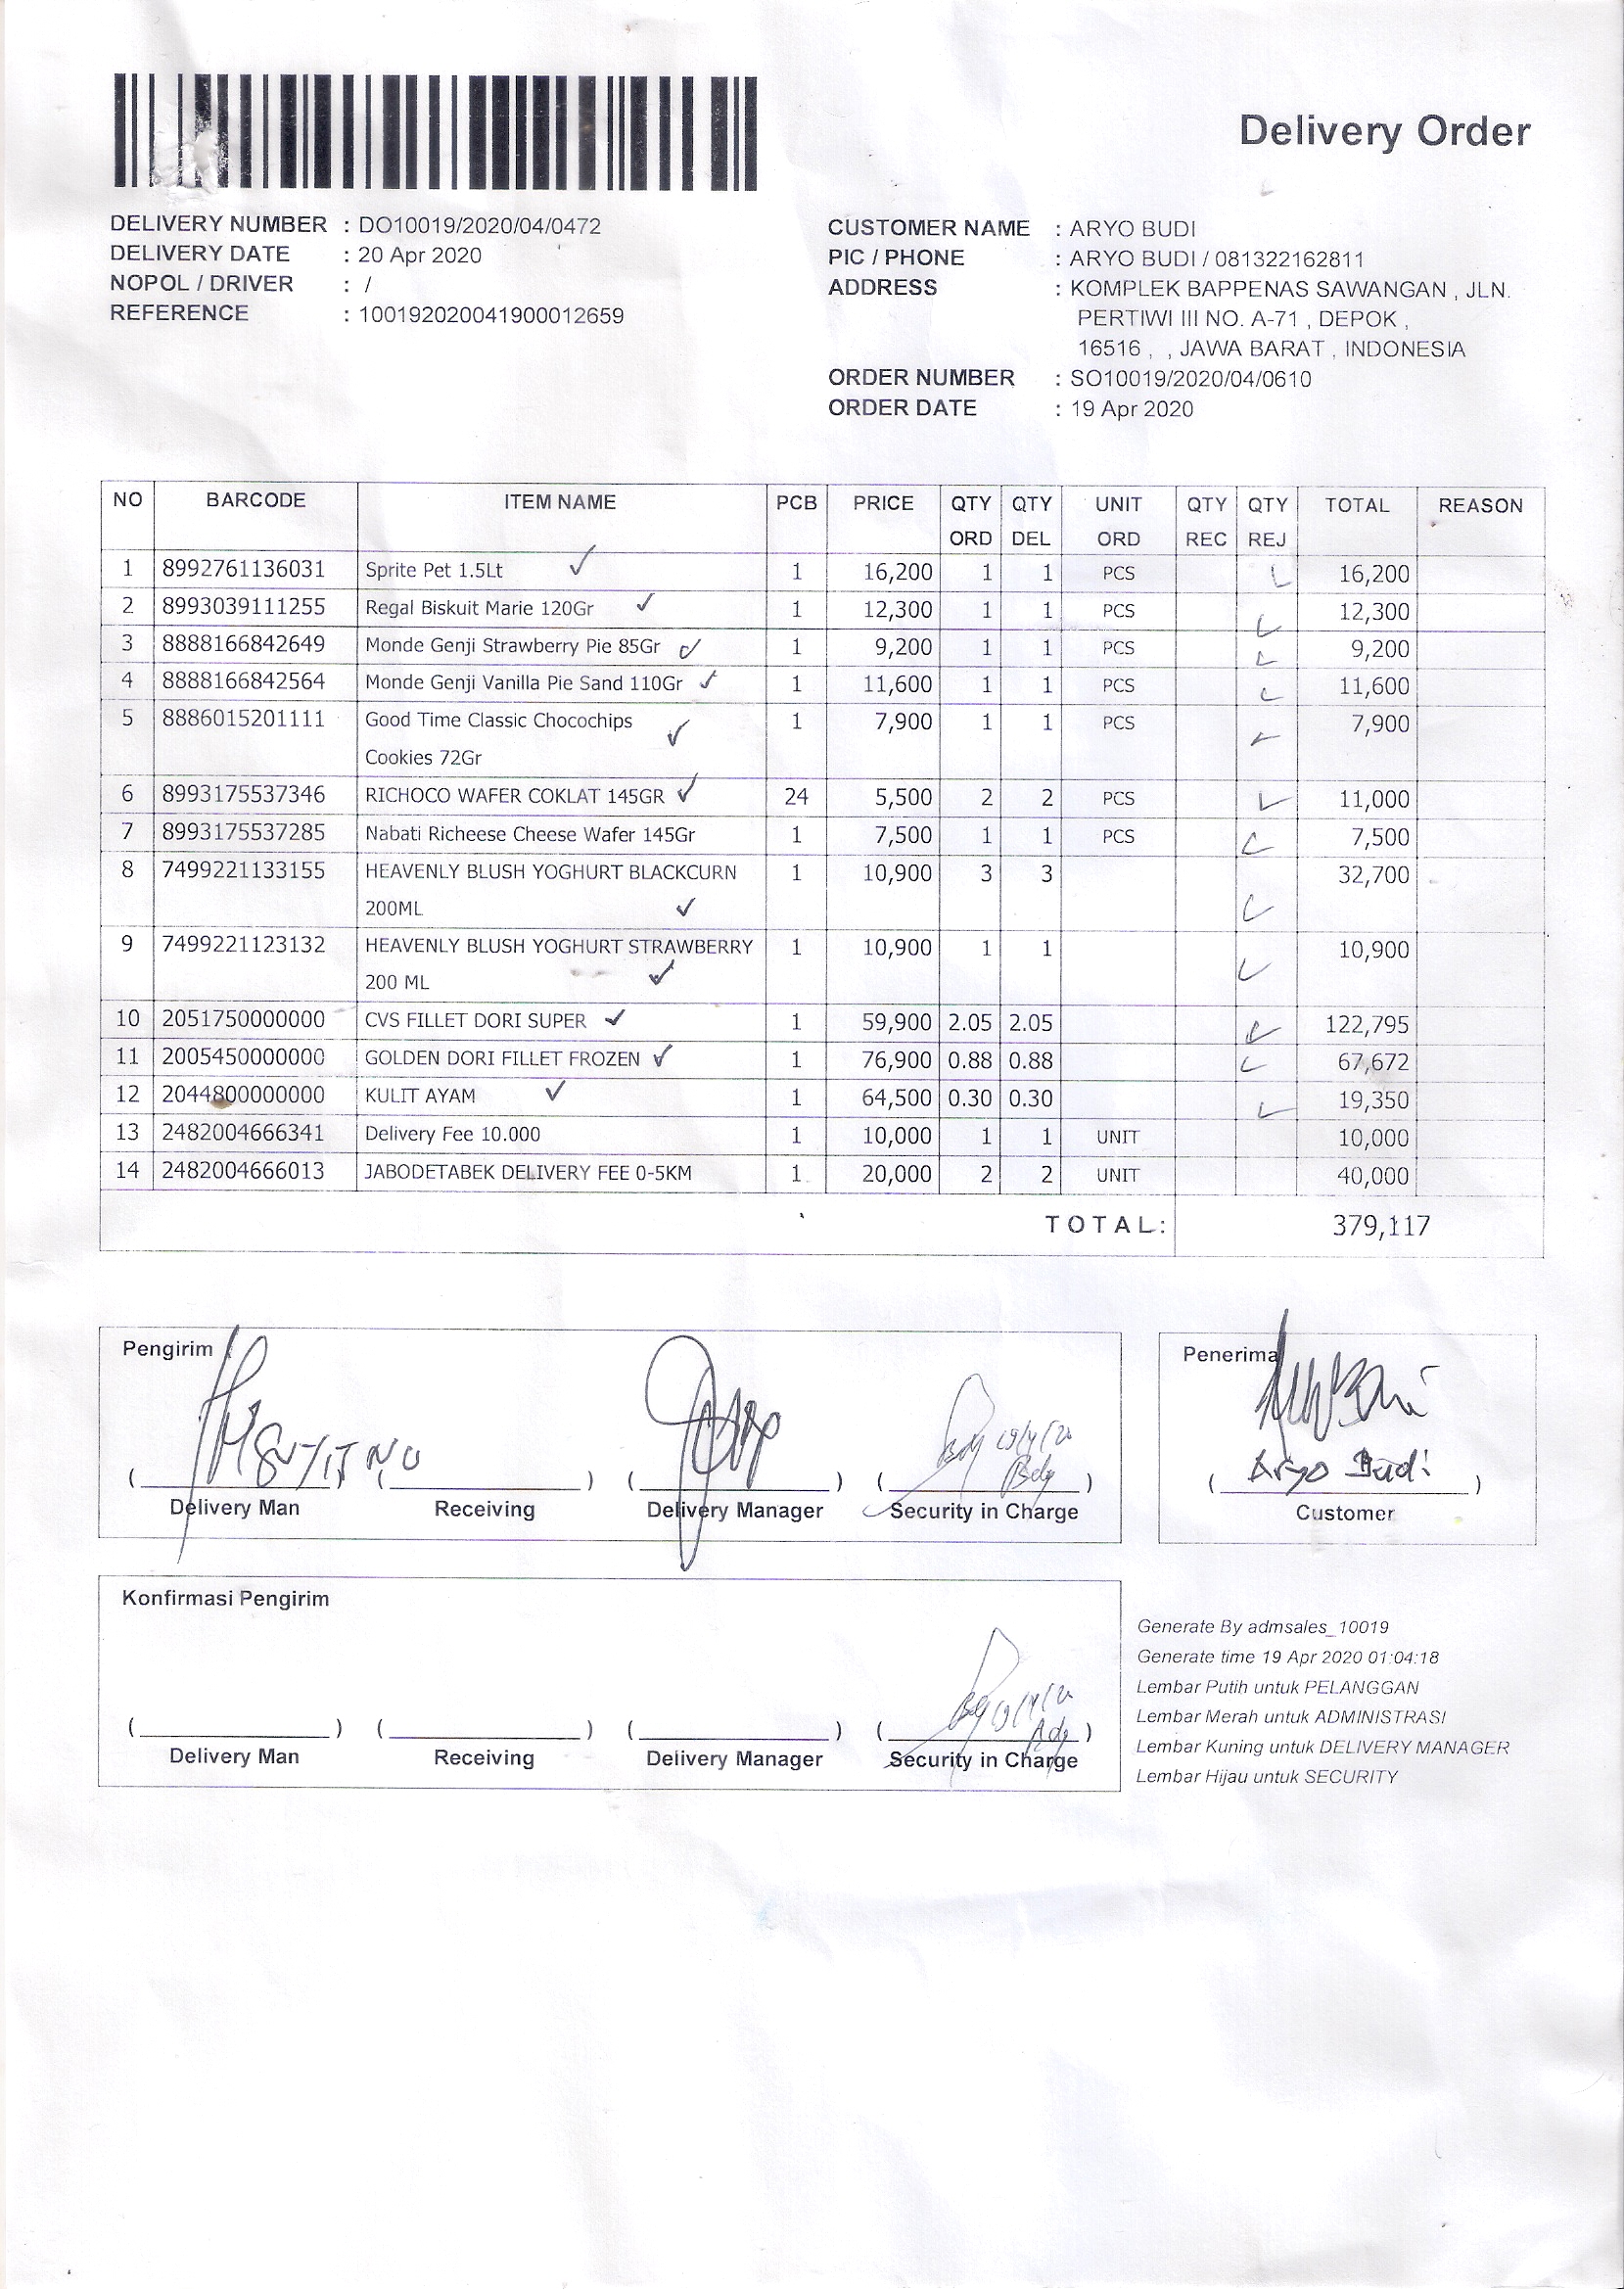 Delivery Order
DELIVERY NUMBER : DO10019/2020/04/0472
DELIVERY DATE : 20 Apr 2020
NOPOL / DRIVER : /
REFERENCE : 100192020041900012659
CUSTOMER NAME : ARYO BUDI
PIC / PHONE : ARYO BUDI / 081322162811
ADDRESS : KOMPLEK BAPPENAS SAWANGAN , JLN.
PERTIWI III NO. A-71 , DEPOK ,
16516 , , JAWA BARAT , INDONESIA
ORDER NUMBER : SO10019/2020/04/0610
ORDER DATE : 19 Apr 2020
NO BARCODE ITEM NAME PCB PRICE QTY ORD QTY DEL UNIT ORD QTY REC QTY REJ TOTAL REASON
1 8992761136031 Sprite Pet 1.5Lt ✓ 1 16,200 1 1 PCS ✓ 16,200
2 8993039111255 Regal Biskuit Marie 120Gr ✓ 1 12,300 1 1 PCS ✓ 12,300
3 8888166842649 Monde Genji Strawberry Pie 85Gr ✓ 1 9,200 1 1 PCS ✓ 9,200
4 8888166842564 Monde Genji Vanilla Pie Sand 110Gr ✓ 1 11,600 1 1 PCS ✓ 11,600
5 8886015201111 Good Time Classic Chocochips 1 7,900 1 1 PCS ✓ 7,900
Cookies 72Gr ✓
6 8993175537346 RICHOCO WAFER COKLAT 145GR ✓ 24 5,500 2 2 PCS ✓ 11,000
7 8993175537285 Nabati Richeese Cheese Wafer 145Gr 1 7,500 1 1 PCS ✓ 7,500
8 7499221133155 HEAVENLY BLUSH YOGHURT BLACKCURN 1 10,900 3 3 32,700
200ML ✓ ✓
9 7499221123132 HEAVENLY BLUSH YOGHURT STRAWBERRY 1 10,900 1 1 10,900
200 ML ✓ ✓
10 2051750000000 CVS FILLET DORI SUPER ✓ 1 59,900 2.05 2.05 ✓ 122,795
11 2005450000000 GOLDEN DORI FILLET FROZEN ✓ 1 76,900 0.88 0.88 ✓ 67,672
12 2044800000000 KULIT AYAM ✓ 1 64,500 0.30 0.30 ✓ 19,350
13 2482004666341 Delivery Fee 10.000 1 10,000 1 1 UNIT 10,000
14 2482004666013 JABODETABEK DELIVERY FEE 0-5KM 1 20,000 2 2 UNIT 40,000
TOTAL: 379,117
Pengirim
Penerima
Aryo Budi
( ) ( ) ( ) ( ) ( )
Delivery Man Receiving Delivery Manager Security in Charge Customer
Konfirmasi Pengirim
( ) ( ) ( ) ( )
Delivery Man Receiving Delivery Manager Security in Charge
Generate By admsales_10019
Generate time 19 Apr 2020 01:04:18
Lembar Putih untuk PELANGGAN
Lembar Merah untuk ADMINISTRASI
Lembar Kuning untuk DELIVERY MANAGER
Lembar Hijau untuk SECURITY